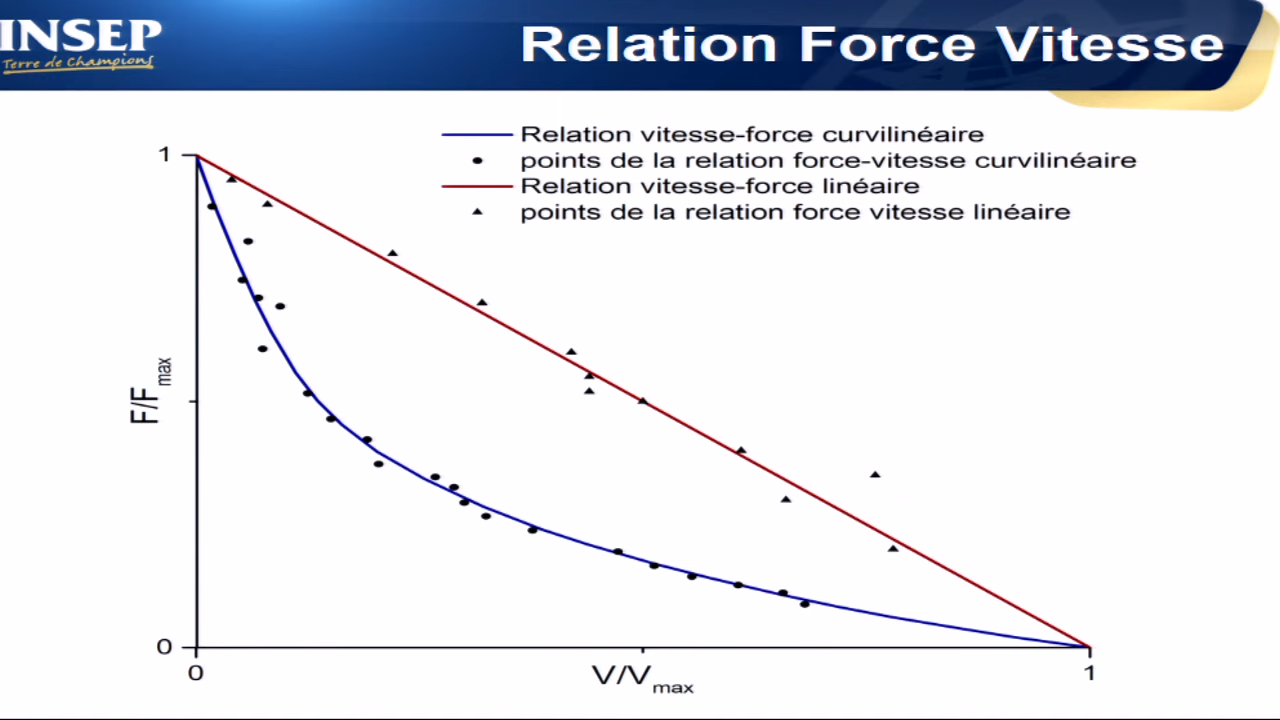 INSEP
Terre de Champions
Relation Force Vitesse
Relation vitesse-force curvilinéaire
points de la relation force-vitesse curvilinéaire
Relation vitesse-force linéaire
points de la relation force vitesse linéaire
1
F/Fmax
0
0
V/Vmax
1